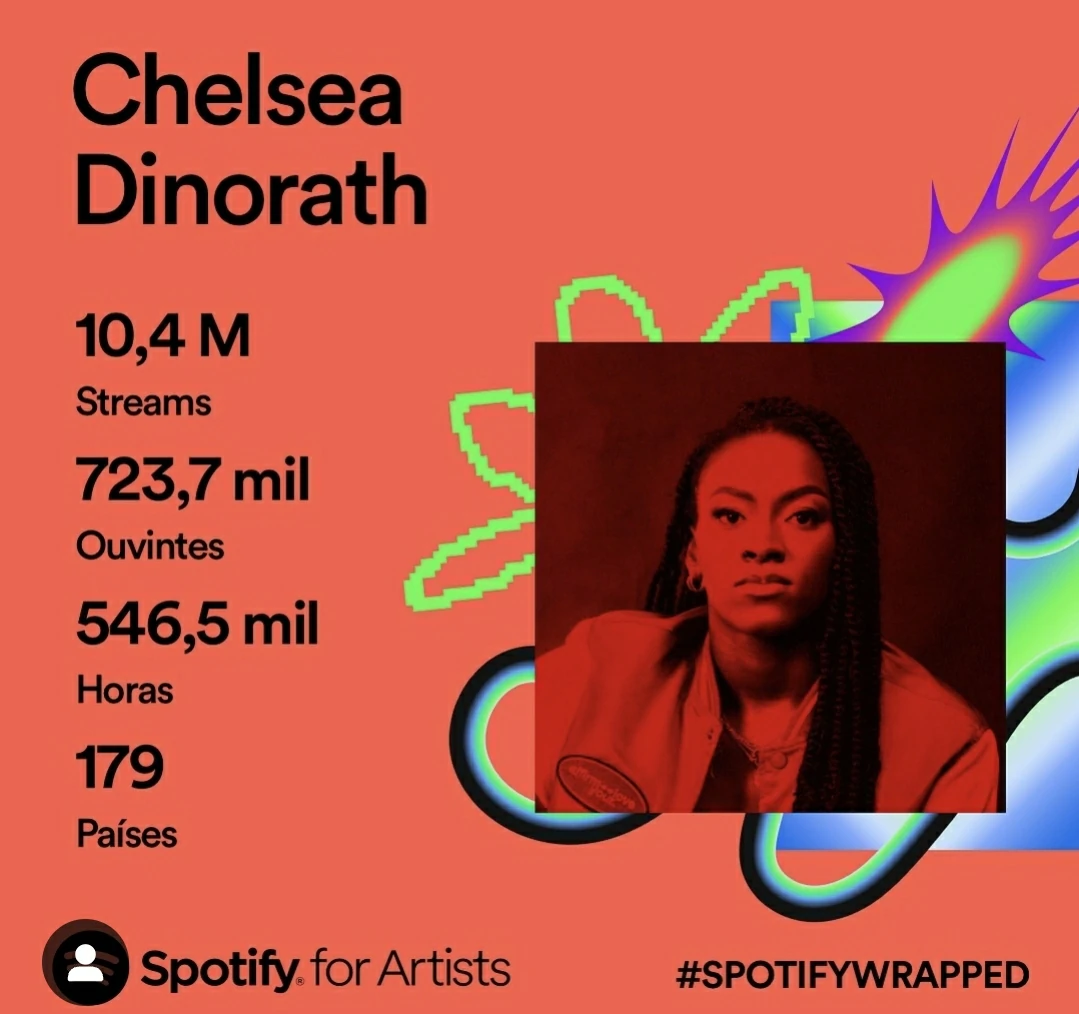 Chelsea
Dinorath
10,4 M
Streams
723,7 mil
Ouvintes
546,5 mil
Horas
179
Países
Spotify® for Artists
#SPOTIFYWRAPPED